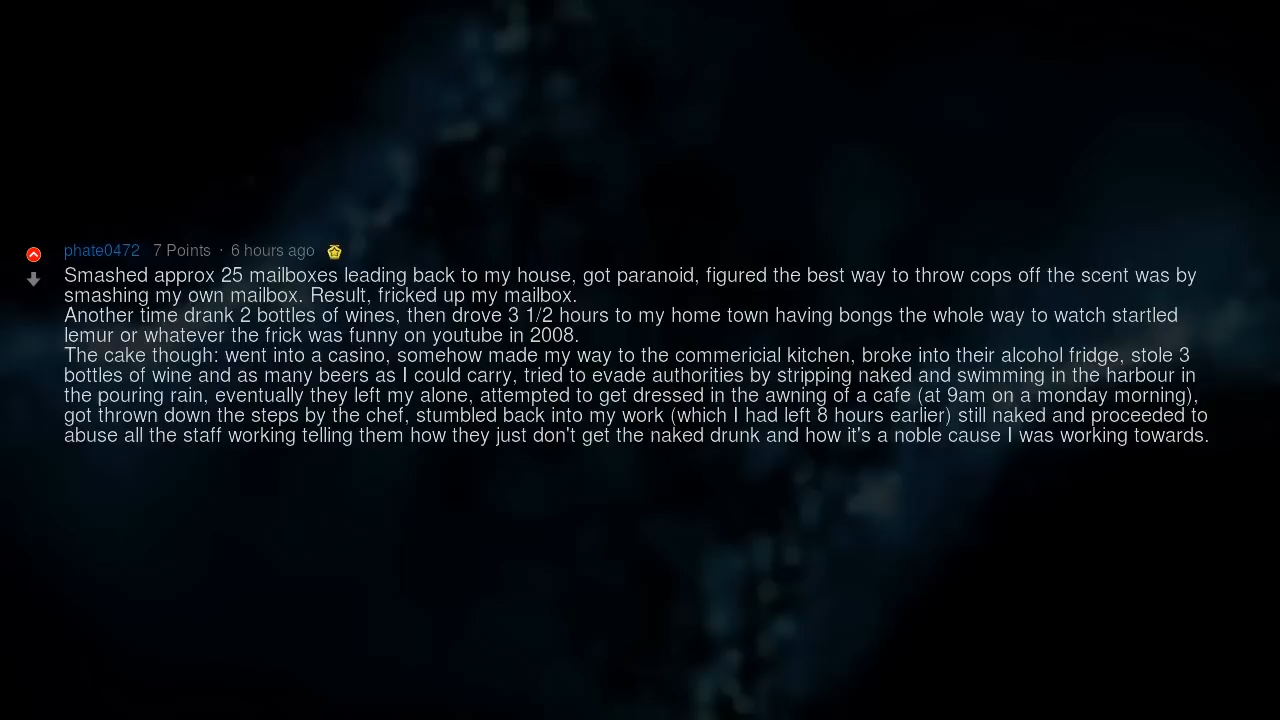 phate0472 7 Points · 6 hours ago
Smashed approx 25 mailboxes leading back to my house, got paranoid, figured the best way to throw cops off the scent was by
smashing my own mailbox. Result, fricked up my mailbox.
Another time drank 2 bottles of wines, then drove 3 1/2 hours to my home town having bongs the whole way to watch startled
lemur or whatever the frick was funny on youtube in 2008.
The cake though: went into a casino, somehow made my way to the commericial kitchen, broke into their alcohol fridge, stole 3
bottles of wine and as many beers as I could carry, tried to evade authorities by stripping naked and swimming in the harbour in
the pouring rain, eventually they left my alone, attempted to get dressed in the awning of a cafe (at 9am on a monday morning),
got thrown down the steps by the chef, stumbled back into my work (which I had left 8 hours earlier) still naked and proceeded to
abuse all the staff working telling them how they just don't get the naked drunk and how it's a noble cause I was working towards.